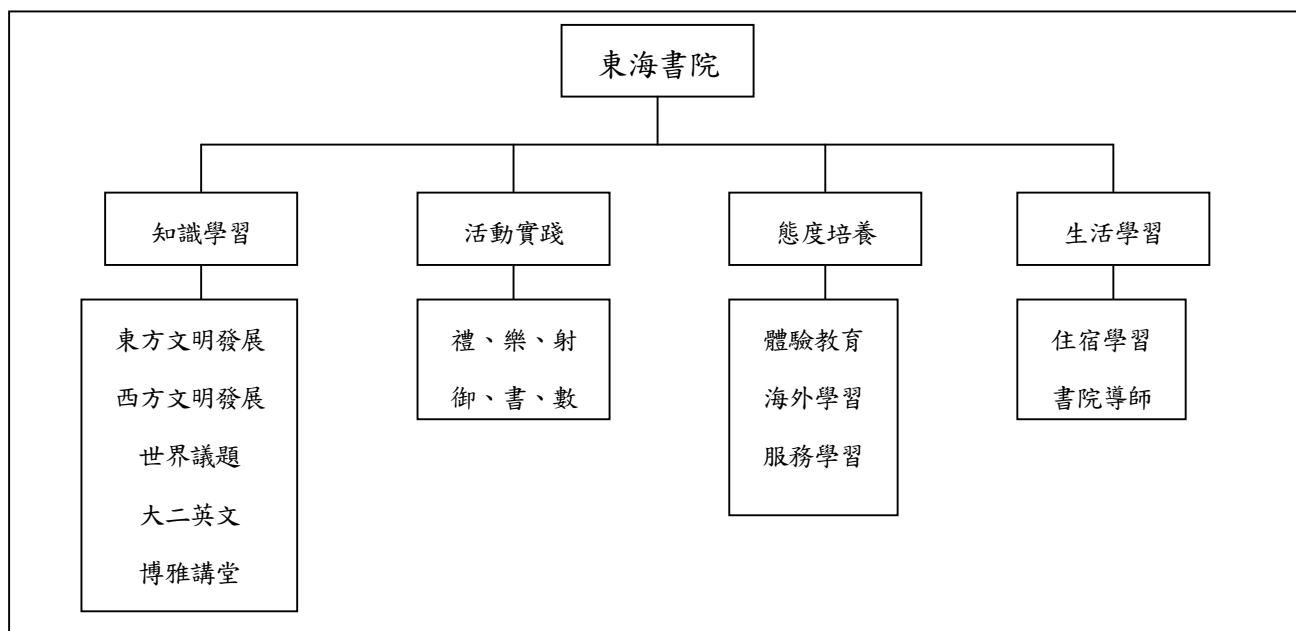 東海書院
知識學習
活動實踐
態度培養
生活學習
東方文明發展
西方文明發展
世界議題
大二英文
博雅講堂
禮、樂、射
御、書、數
體驗教育
海外學習
服務學習
住宿學習
書院導師